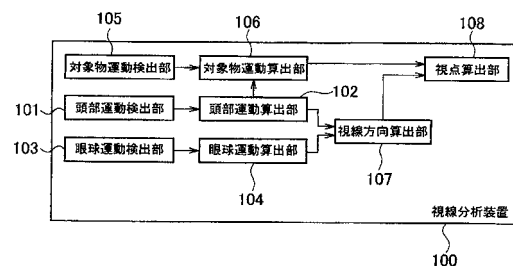 105
106
108
対象物運動検出部
対象物運動算出部
視点算出部
102
101
頭部運動検出部
頭部運動算出部
103
視線方向算出部
眼球運動検出部
眼球運動算出部
107
104
視線分析装置
100